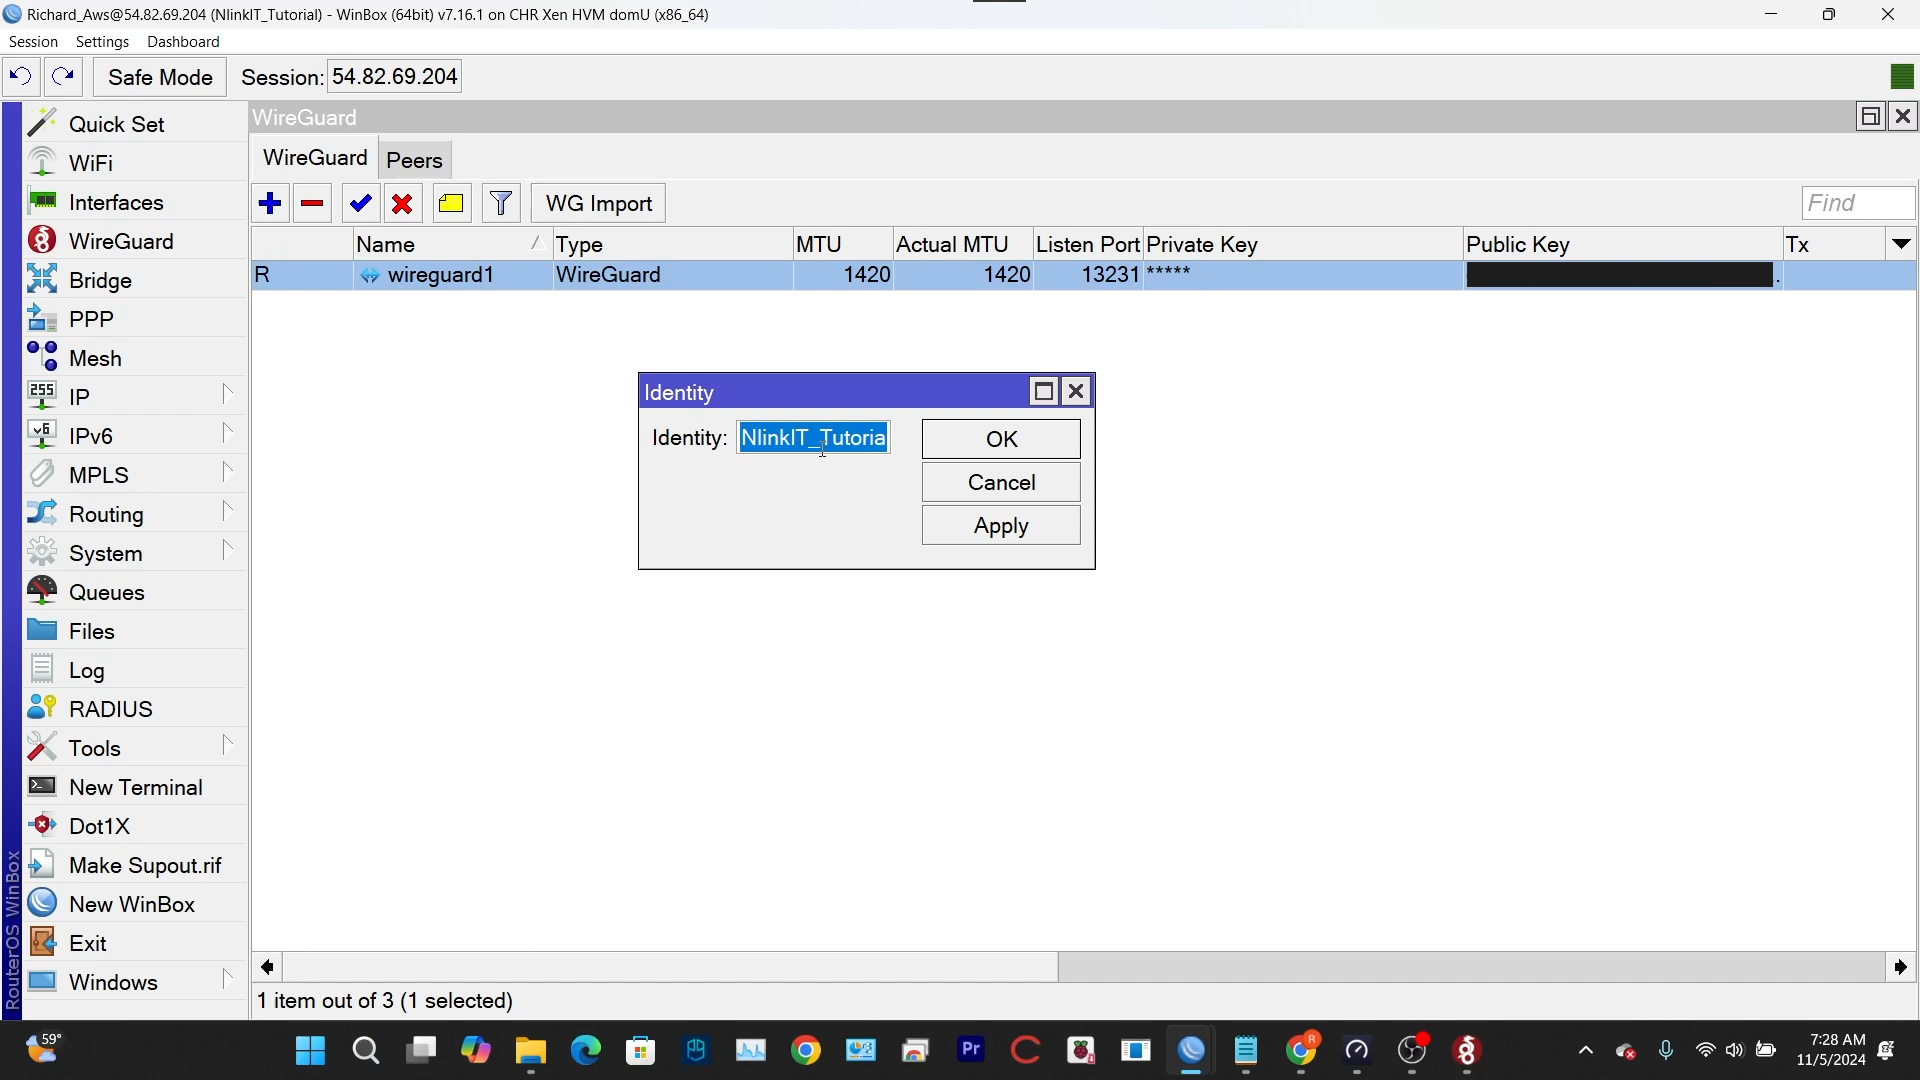 Richard_Aws@54.82.69.204 (NlinkIT_Tutorial) - WinBox (64bit) v7.16.1 on CHR Xen HVM domU (x86_64)
Session Settings Dashboard
Safe Mode Session: 54.82.69.204
Quick Set
WiFi
Interfaces
WireGuard
Bridge
PPP
Mesh
255 IP
v6 IPv6
MPLS
Routing
System
Queues
Files
Log
RADIUS
Tools
New Terminal
Dot1X
Make Supout.rif
New WinBox
Exit
Windows
RouterOS WinBox
WireGuard
WireGuard Peers
WG Import Find
Name Type MTU Actual MTU Listen Port Private Key Public Key Tx
R wireguard1 WireGuard 1420 1420 13231 ***** .
Identity
Identity: NlinkIT_Tutoria
OK
Cancel
Apply
1 item out of 3 (1 selected)
59°
Pr
R
7:28 AM
11/5/2024